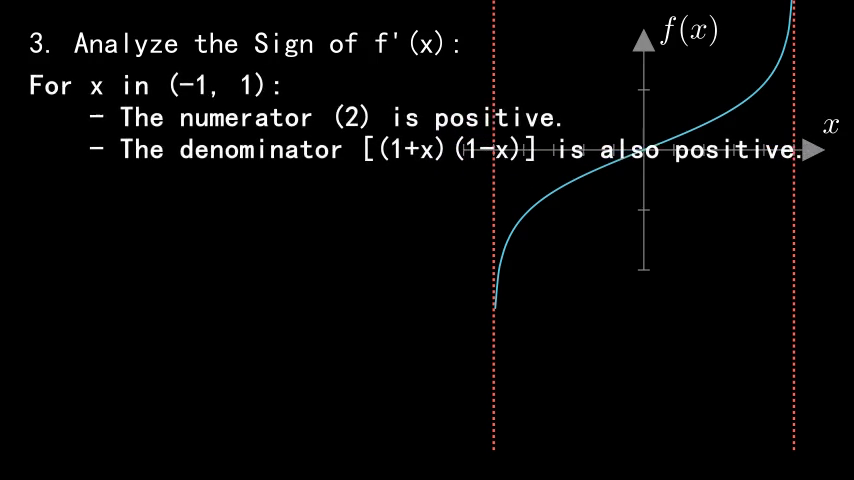 3. Analyze the Sign of f'(x):
For x in (-1, 1):
- The numerator (2) is positive.
- The denominator [(1+x)(1-x)] is also positive.
f(x)
x